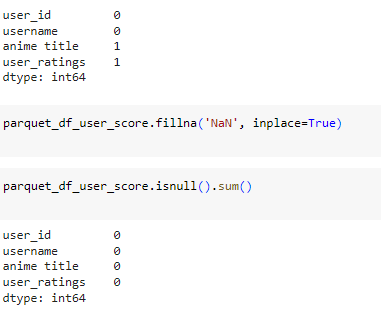 user_id 0
username 0
anime title 1
user_ratings 1
dtype: int64
parquet_df_user_score.fillna('NaN', inplace=True)
parquet_df_user_score.isnull().sum()
user_id 0
username 0
anime title 0
user_ratings 0
dtype: int64